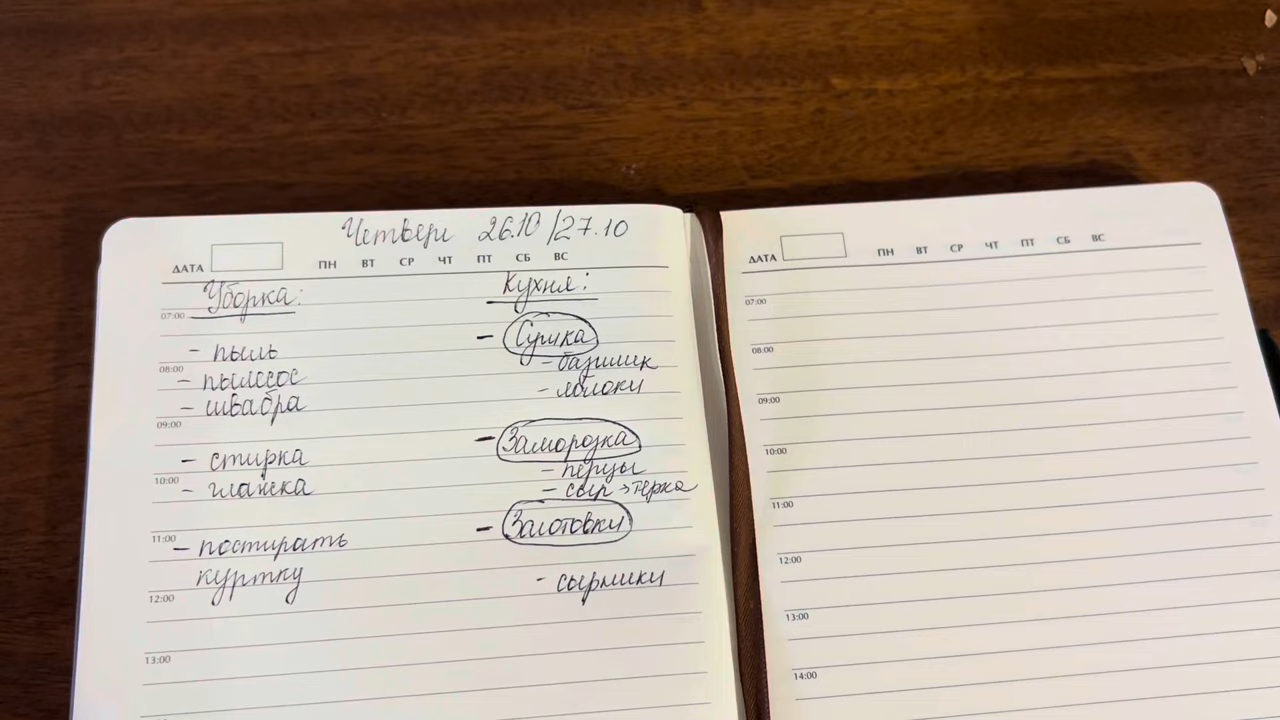 Четверг 26.10/27.10
ДАТА ПН ВТ СР ЧТ ПТ СБ ВС
Уборка:
07:00
- пыль
08:00
- пылесос
- швабра
09:00
- стирка
10:00
- глажка
11:00
- постирать
куртку
12:00
13:00
Кухня:
- Сушка
- базилик
- яблоки
- Заморозка
- перцы
- сыр → терка
- Заготовки
- сырники
ДАТА ПН ВТ СР ЧТ ПТ СБ ВС
07:00
08:00
09:00
10:00
11:00
12:00
13:00
14:00